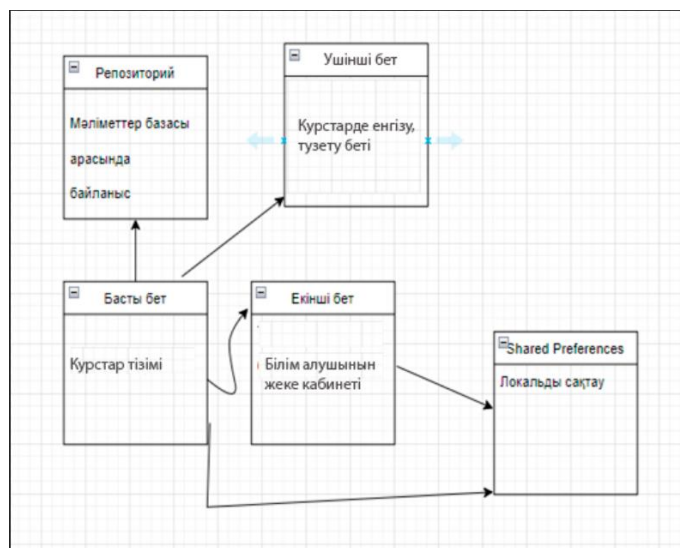 Репозиторий
Мәліметтер базасы
арасында
байланыс
Үшінші бет
Курстарде енгізу,
тузету беті
Басты бет
Курстар тізімі
Екінші бет
Білім алушынын
жеке кабинеті
Shared Preferences
Локальды сақтау